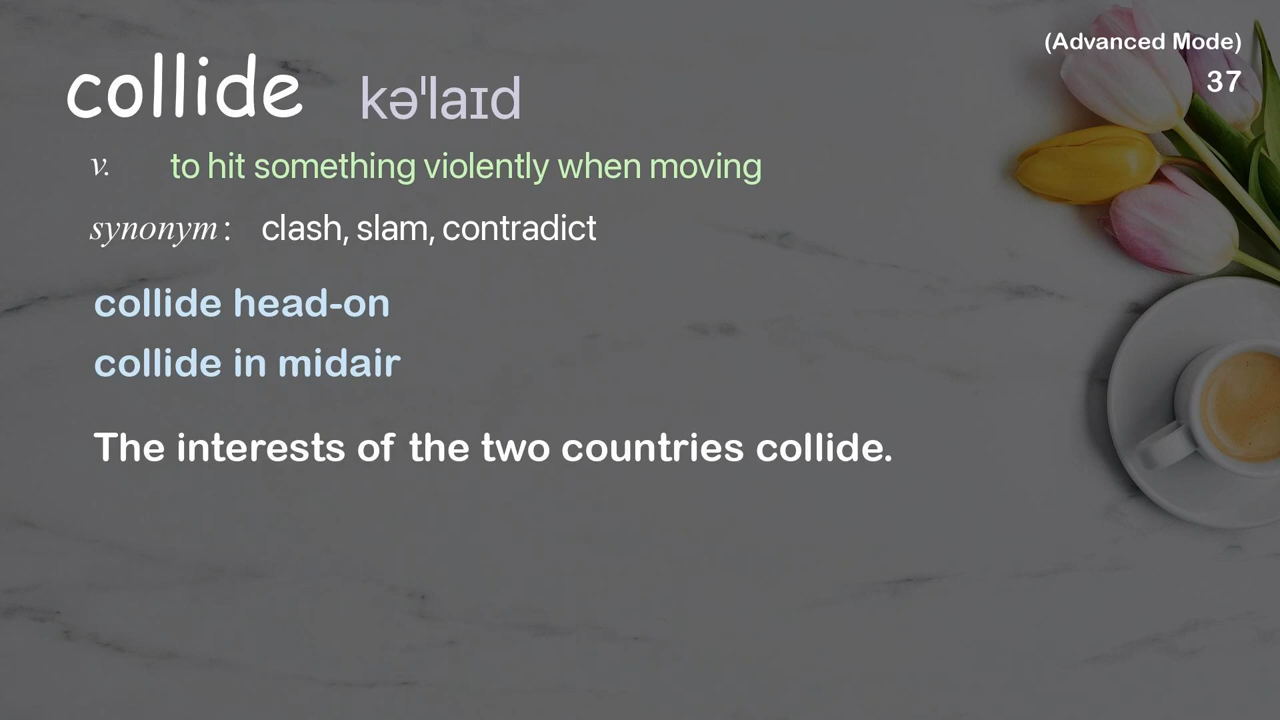 (Advanced Mode)
37
collide kəˈlaɪd
v. to hit something violently when moving
synonym: clash, slam, contradict
collide head-on
collide in midair
The interests of the two countries collide.